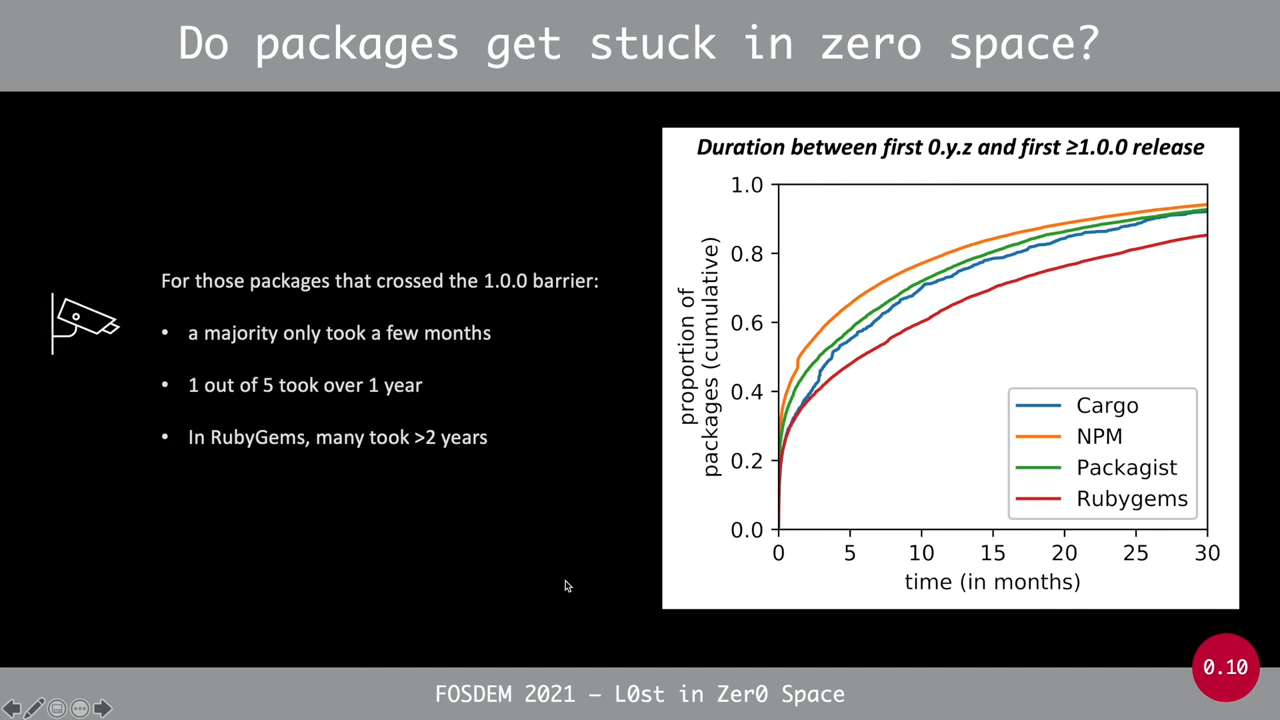 Do packages get stuck in zero space?
For those packages that crossed the 1.0.0 barrier:
• a majority only took a few months
• 1 out of 5 took over 1 year
• In RubyGems, many took >2 years
Duration between first 0.y.z and first ≥1.0.0 release
proportion of
packages (cumulative)
1.0
0.8
0.6
0.4
0.2
0.0
0 5 10 15 20 25 30
time (in months)
Cargo
NPM
Packagist
Rubygems
0.10
FOSDEM 2021 – L0st in Zer0 Space